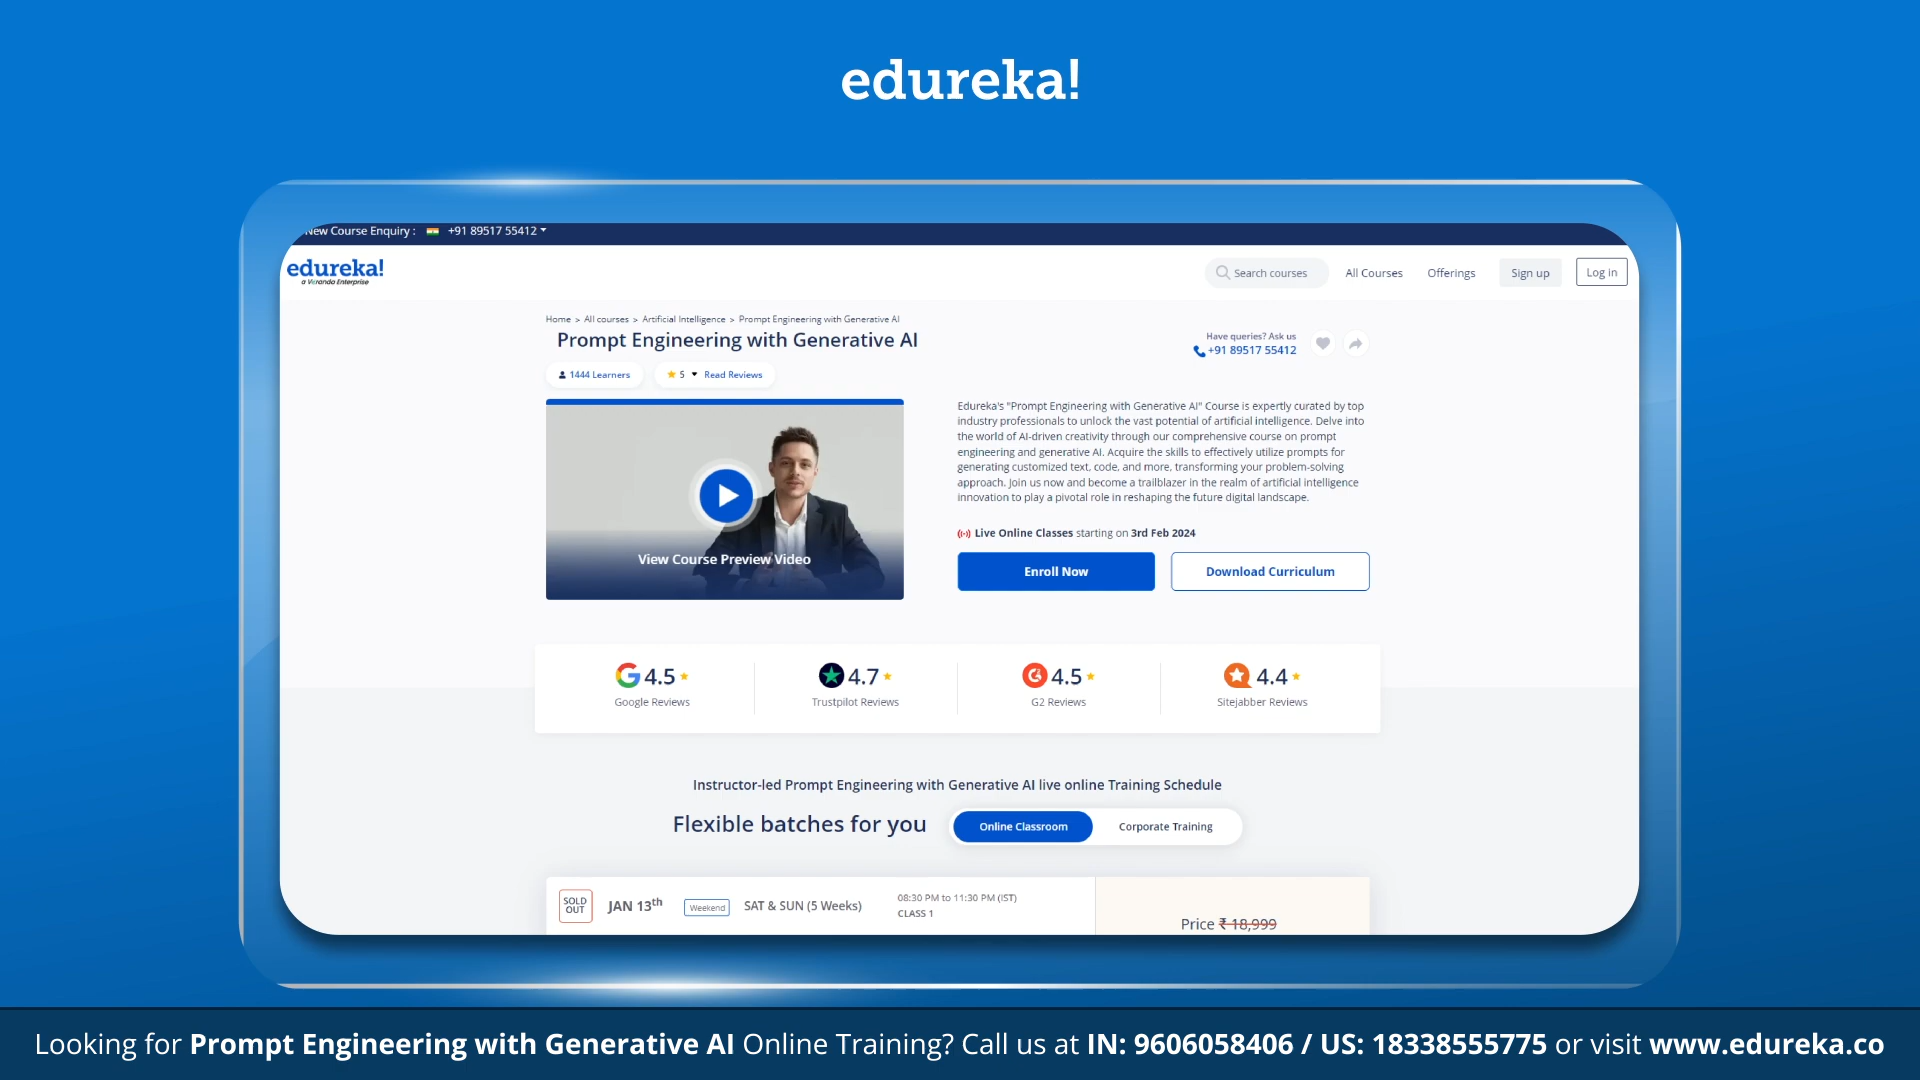 edureka!
New Course Enquiry : +91 89517 55412
edureka!
a Veranda Enterprise
Search courses
All Courses
Offerings
Sign up
Log in
Home > All courses > Artificial Intelligence > Prompt Engineering with Generative AI
Prompt Engineering with Generative AI
Have queries? Ask us
+91 89517 55412
1444 Learners
5 Read Reviews
View Course Preview Video
Edureka's "Prompt Engineering with Generative AI" Course is expertly curated by top
industry professionals to unlock the vast potential of artificial intelligence. Delve into
the world of AI-driven creativity through our comprehensive course on prompt
engineering and generative AI. Acquire the skills to effectively utilize prompts for
generating customized text, code, and more, transforming your problem-solving
approach. Join us now and become a trailblazer in the realm of artificial intelligence
innovation to play a pivotal role in reshaping the future digital landscape.
Live Online Classes starting on 3rd Feb 2024
Enroll Now
Download Curriculum
4.5
Google Reviews
4.7
Trustpilot Reviews
4.5
G2 Reviews
4.4
Sitejabber Reviews
Instructor-led Prompt Engineering with Generative AI live online Training Schedule
Flexible batches for you
Online Classroom
Corporate Training
SOLD
OUT
JAN 13th
Weekend
SAT & SUN (5 Weeks)
08:30 PM to 11:30 PM (IST)
CLASS 1
Price ₹ 18,999
Looking for Prompt Engineering with Generative AI Online Training? Call us at IN: 9606058406 / US: 18338555775 or visit www.edureka.co